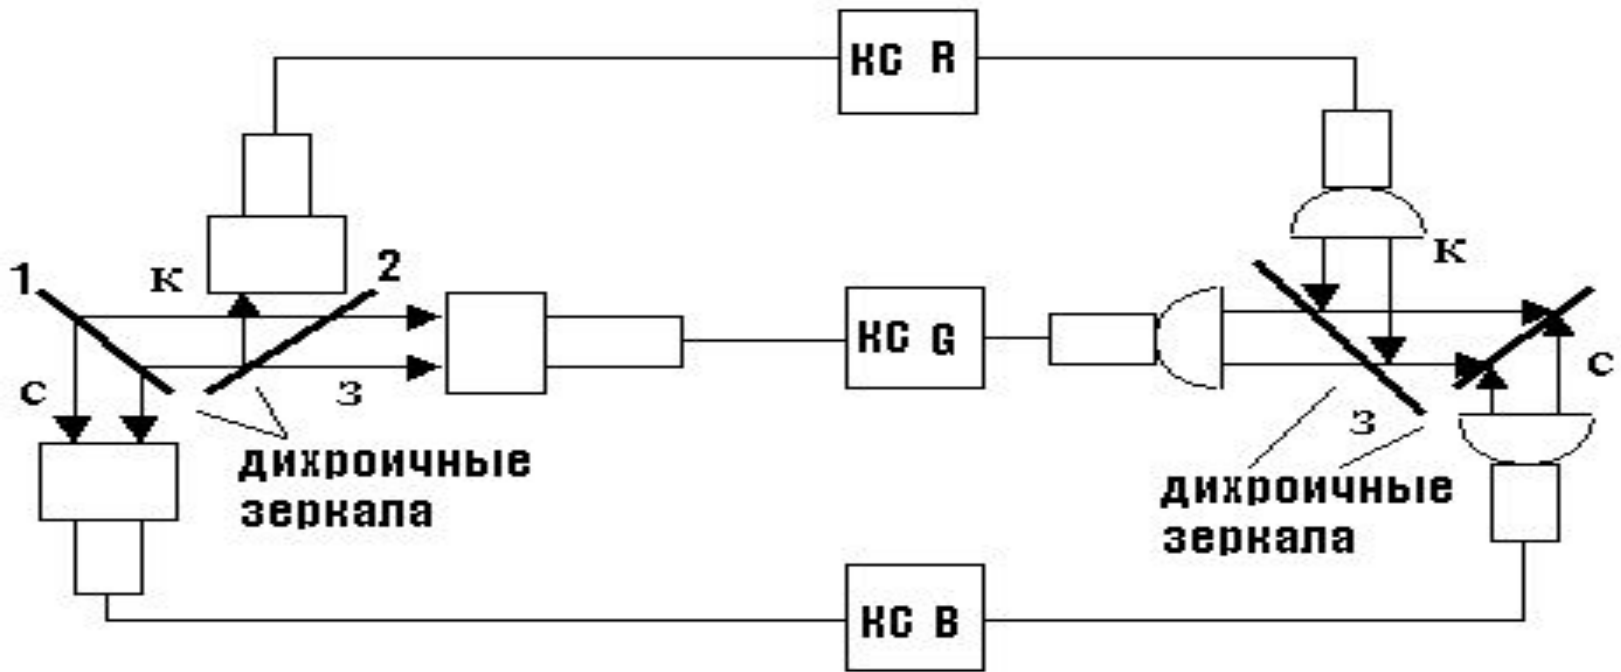 КС R
К
1
2
К
КС G
С
З
С
З
дихроичные
зеркала
дихроичные
зеркала
КС B